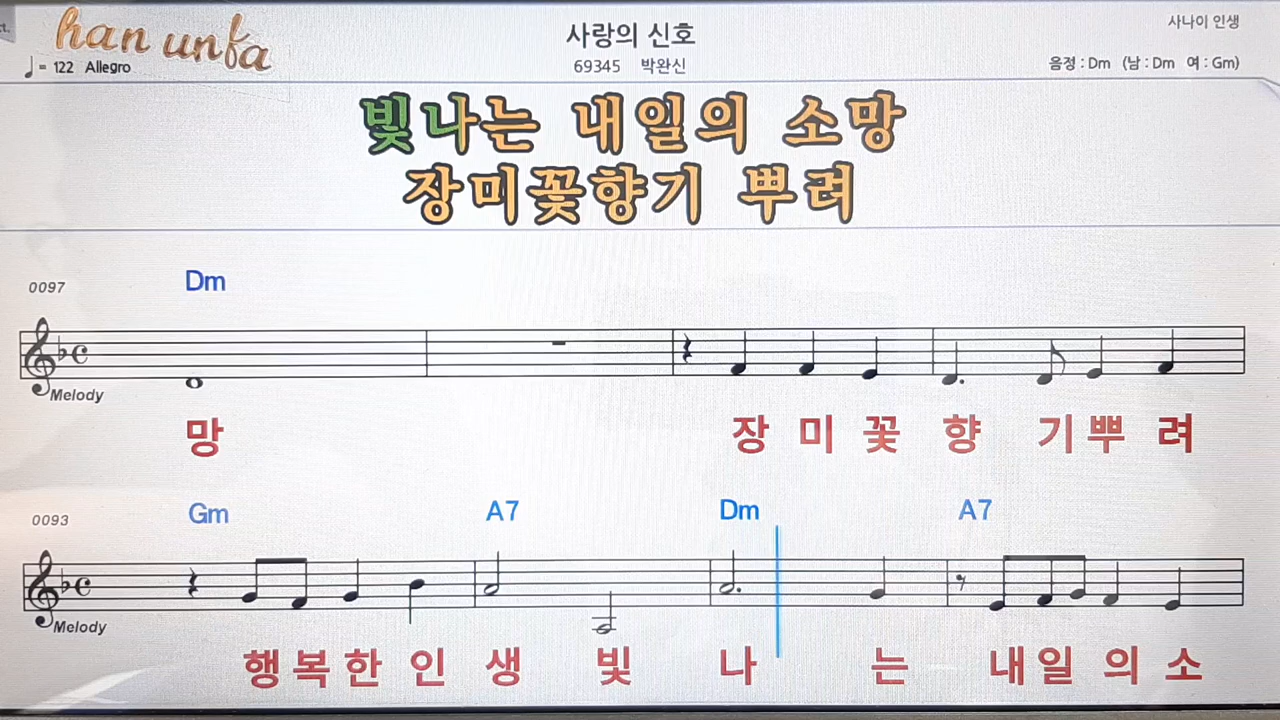 han unfa
♩= 122 Allegro
사랑의 신호
69345 박완신
사나이 인생
음정 : Dm (남 : Dm 여 : Gm)
빛나는 내일의 소망
장미꽃향기 뿌려
0097 Dm
Melody
망 장 미 꽃 향 기 뿌 려
0093 Gm A7 Dm A7
Melody
행 복 한 인 생 빛 나 는 내 일 의 소